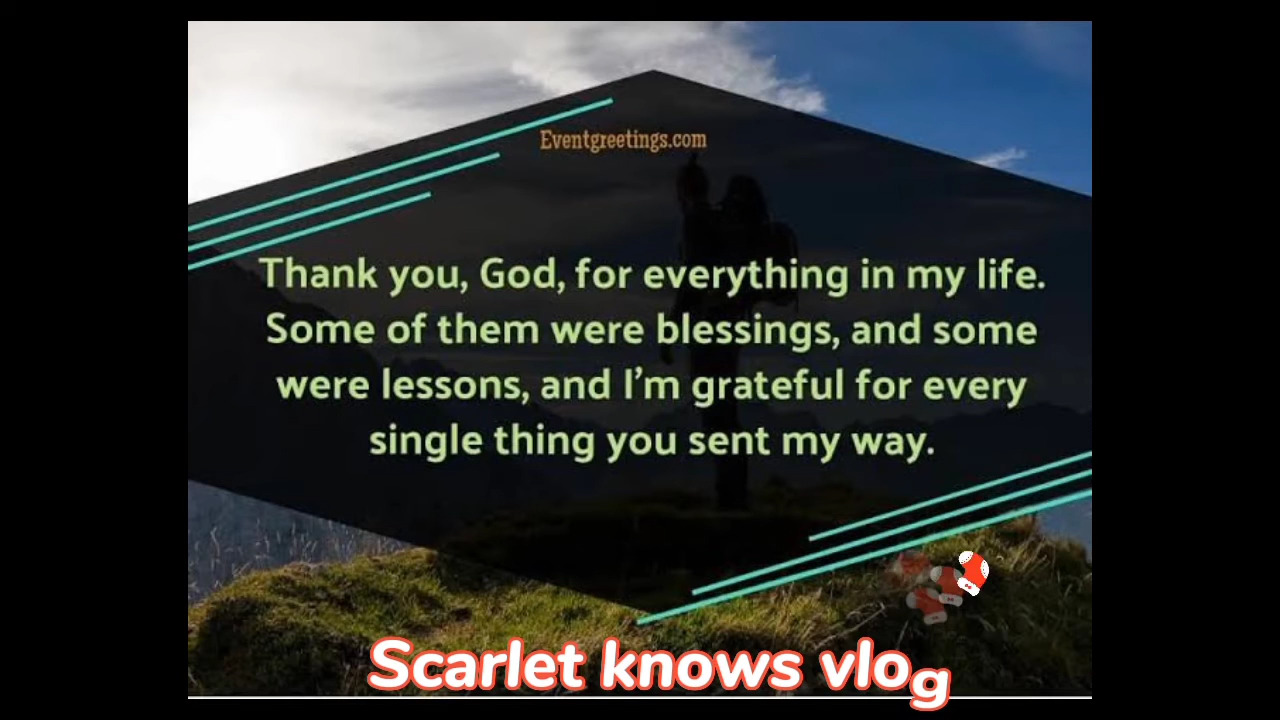 Eventgreetings.com
Thank you, God, for everything in my life.
Some of them were blessings, and some
were lessons, and I'm grateful for every
single thing you sent my way.
Scarlet knows vlog